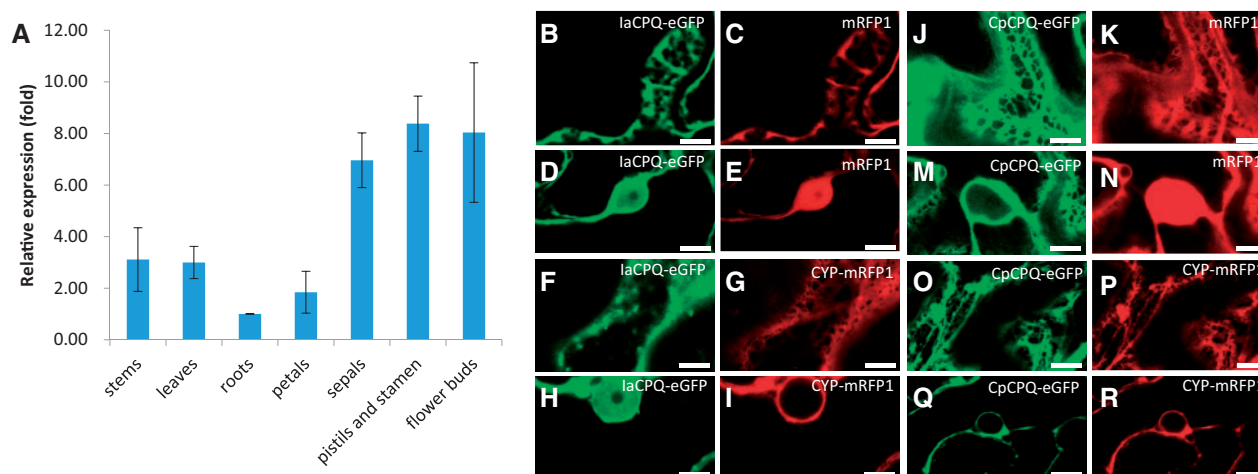 A
Relative expression (fold)
12.00
10.00
8.00
6.00
4.00
2.00
0.00
stems
leaves
roots
petals
sepals
pistils and stamen
flower buds
B
IaCPQ-eGFP
C
mRFP1
D
IaCPQ-eGFP
E
mRFP1
F
IaCPQ-eGFP
G
CYP-mRFP1
H
IaCPQ-eGFP
I
CYP-mRFP1
J
CpCPQ-eGFP
K
mRFP1
M
CpCPQ-eGFP
N
mRFP1
O
CpCPQ-eGFP
P
CYP-mRFP1
Q
CpCPQ-eGFP
R
CYP-mRFP1